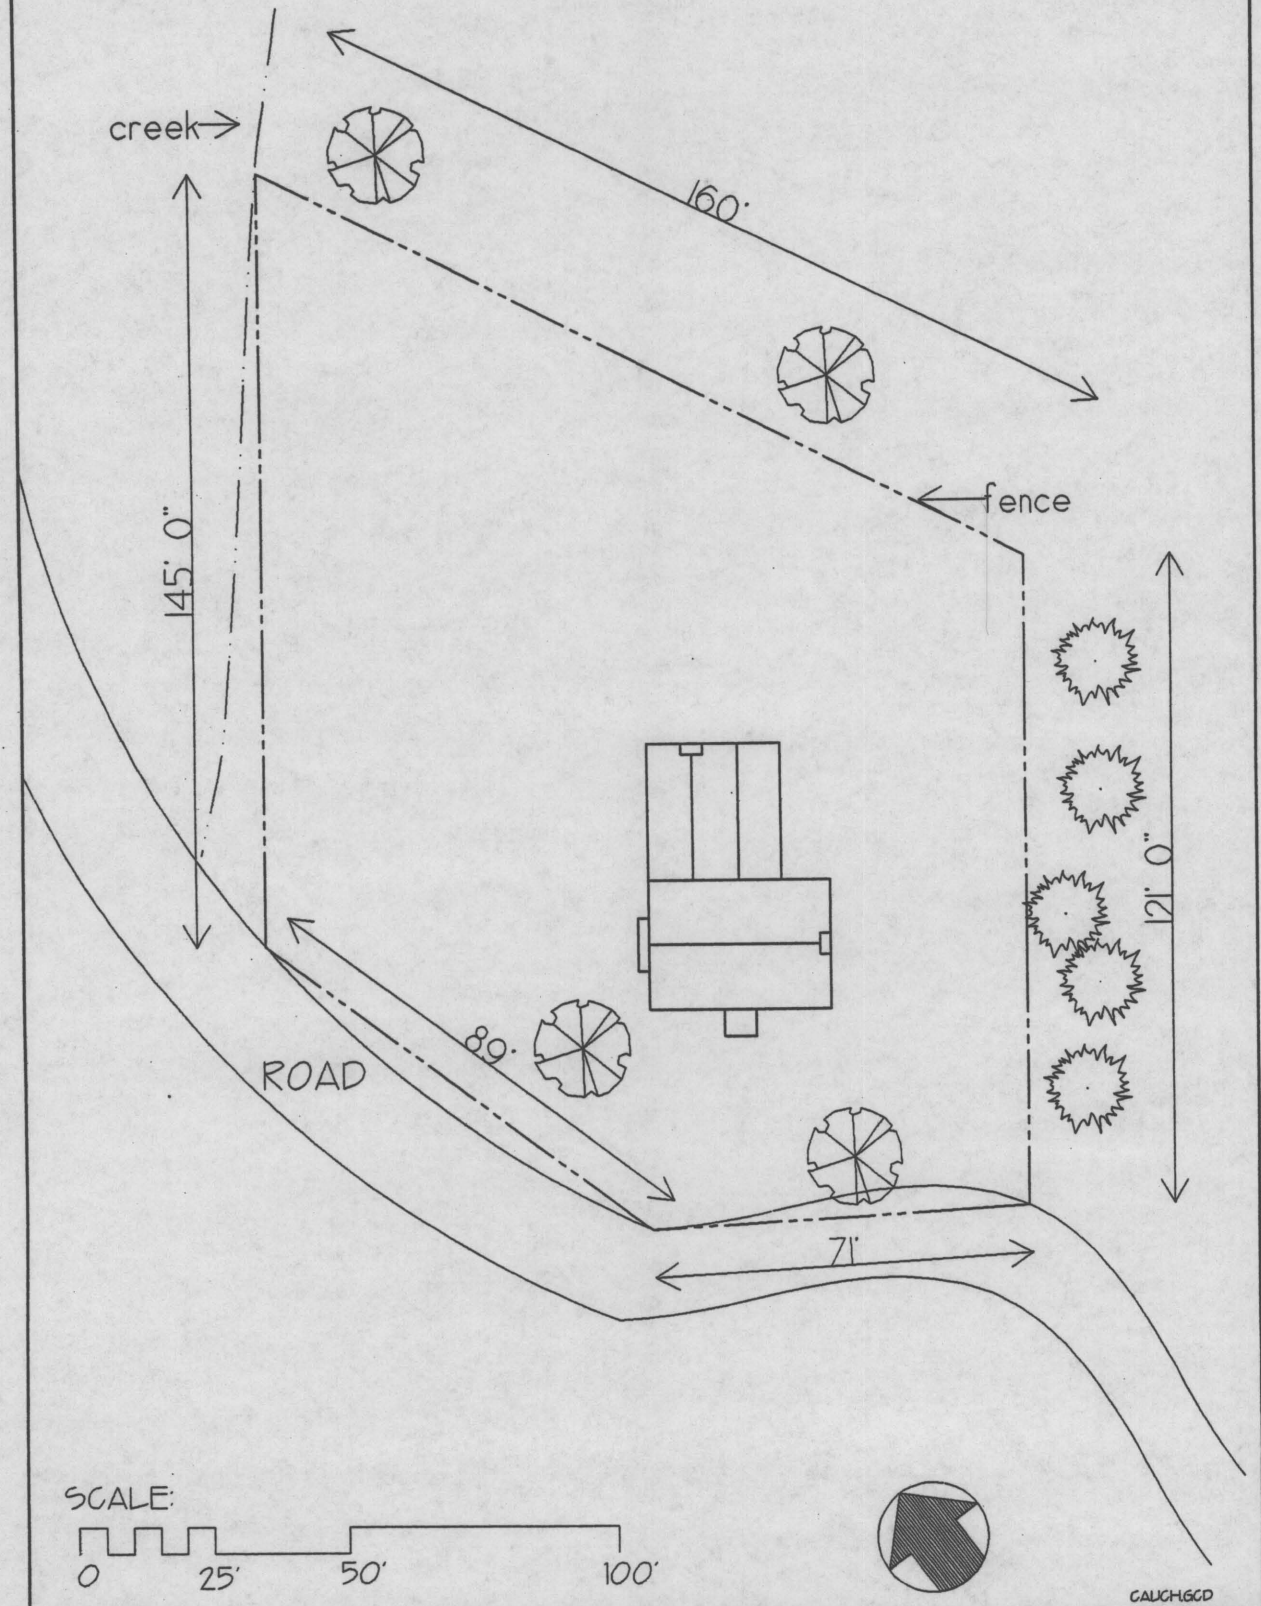 creek
160'
fence
145' 0"
121' 0"
89'
ROAD
71'
SCALE:
0 25' 50' 100'
CAUCH.GCD